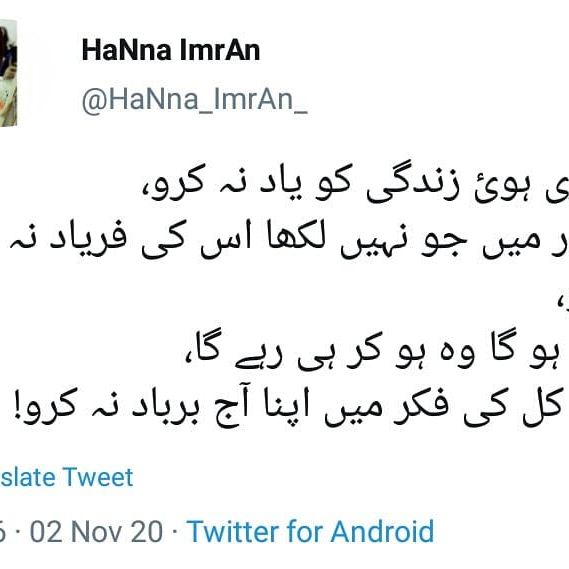 HaNna ImrAn
@HaNna_ImrAn_
ہوئ زندگی کو یاد نہ کرو،
میں جو نہیں لکھا اس کی فریاد نہ
ہو گا وہ ہو کر ہی رہے گا،
کل کی فکر میں اپنا آج برباد نہ کرو!
slate Tweet
· 02 Nov 20 · Twitter for Android